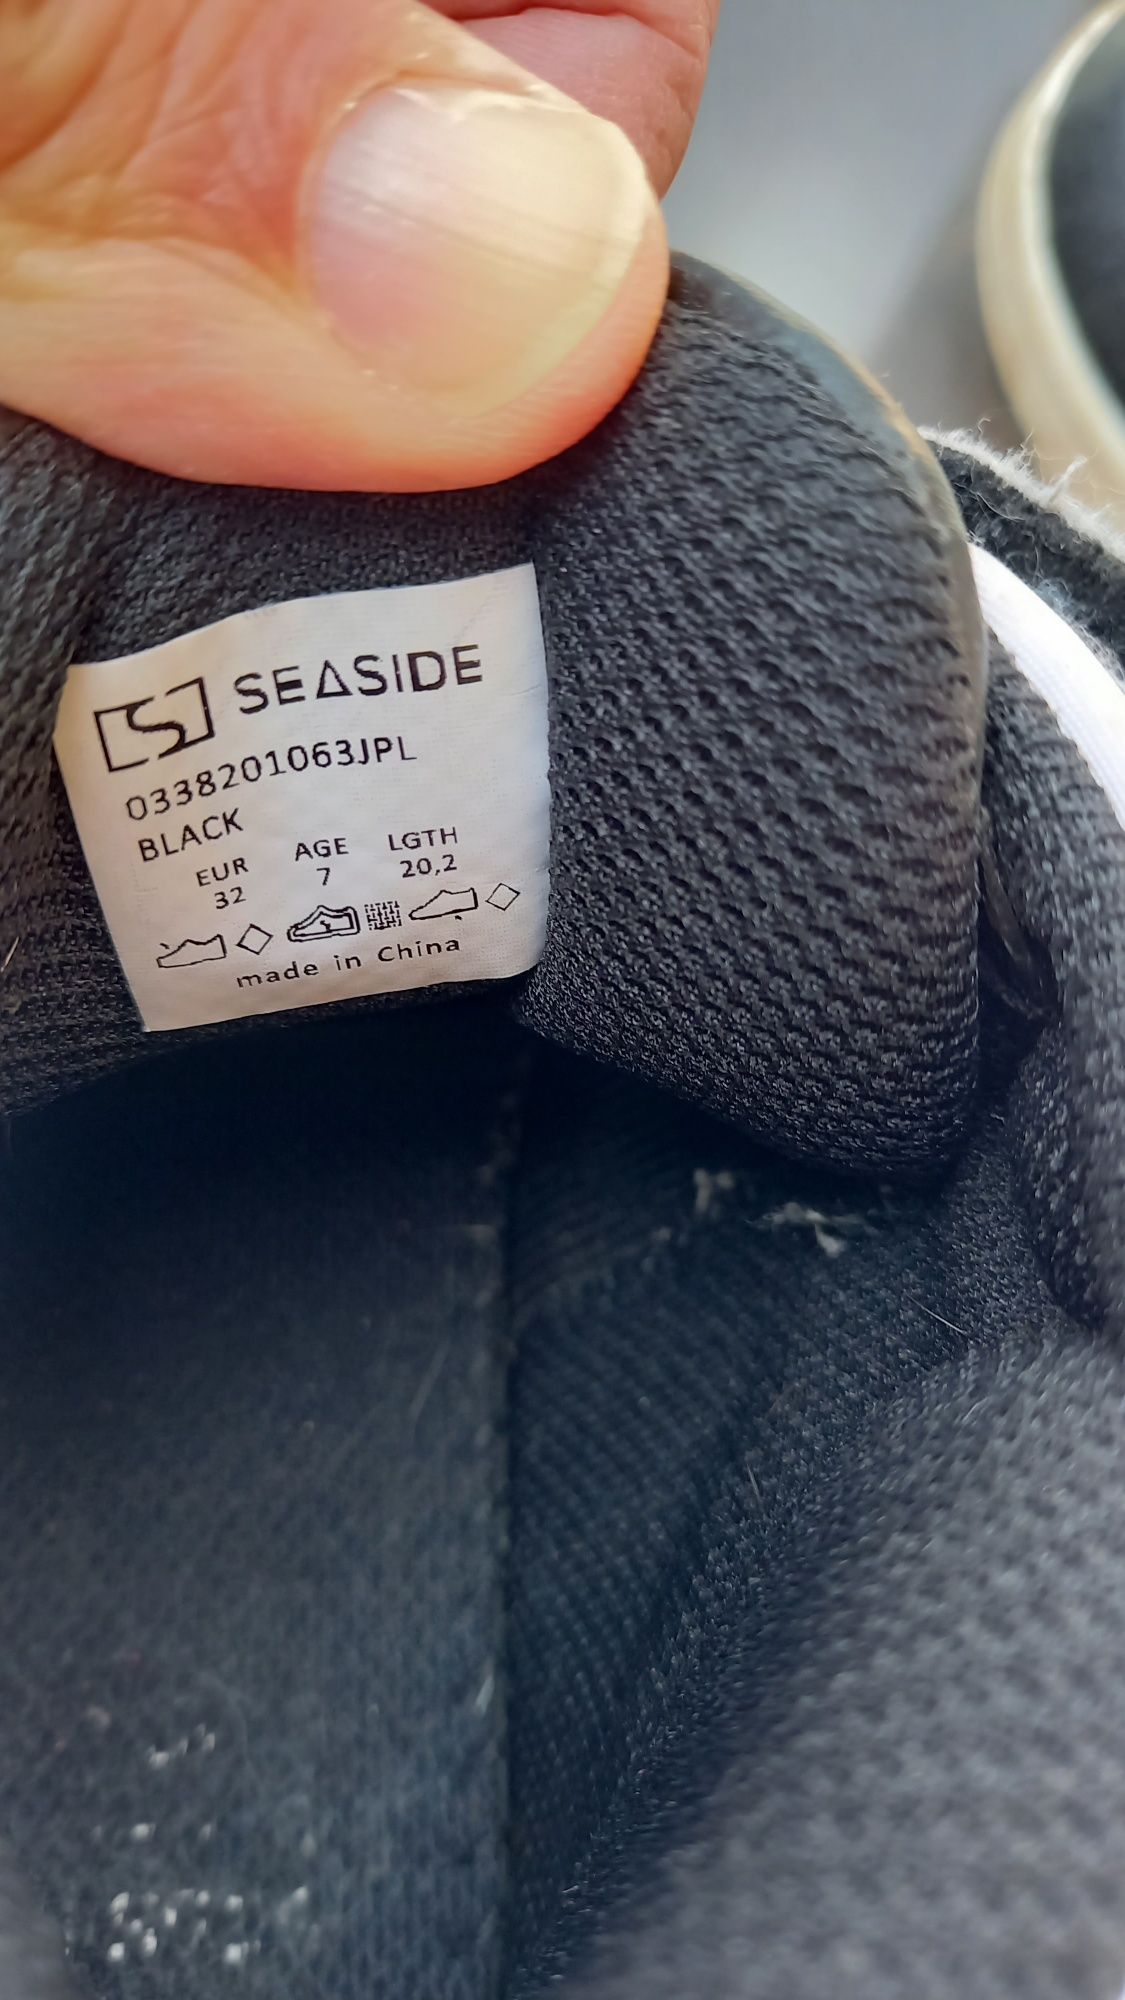 SEASIDE
0338201063JPL
BLACK
EUR AGE LGTH
32 7 20,2
made in China